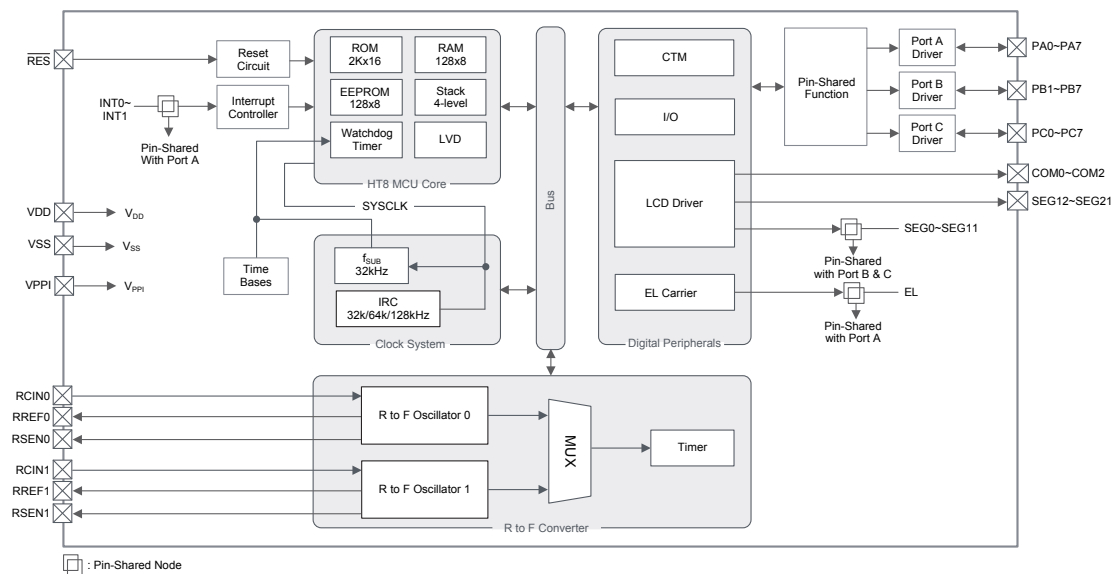 RES
Reset
Circuit
INT0~
INT1
Interrupt
Controller
Pin-Shared
With Port A
ROM
2Kx16
RAM
128x8
EEPROM
128x8
Stack
4-level
Watchdog
Timer
LVD
HT8 MCU Core
SYSCLK
VDD
VDD
VSS
VSS
VPPI
VPPI
Time
Bases
fSUB
32kHz
IRC
32k/64k/128kHz
Clock System
Bus
CTM
I/O
LCD Driver
EL Carrier
Digital Peripherals
Pin-Shared
Function
Port A
Driver
Port B
Driver
Port C
Driver
PA0~PA7
PB1~PB7
PC0~PC7
COM0~COM2
SEG12~SEG21
SEG0~SEG11
Pin-Shared
with Port B & C
EL
Pin-Shared
with Port A
RCIN0
RREF0
RSEN0
RCIN1
RREF1
RSEN1
R to F Oscillator 0
R to F Oscillator 1
MUX
Timer
R to F Converter
: Pin-Shared Node